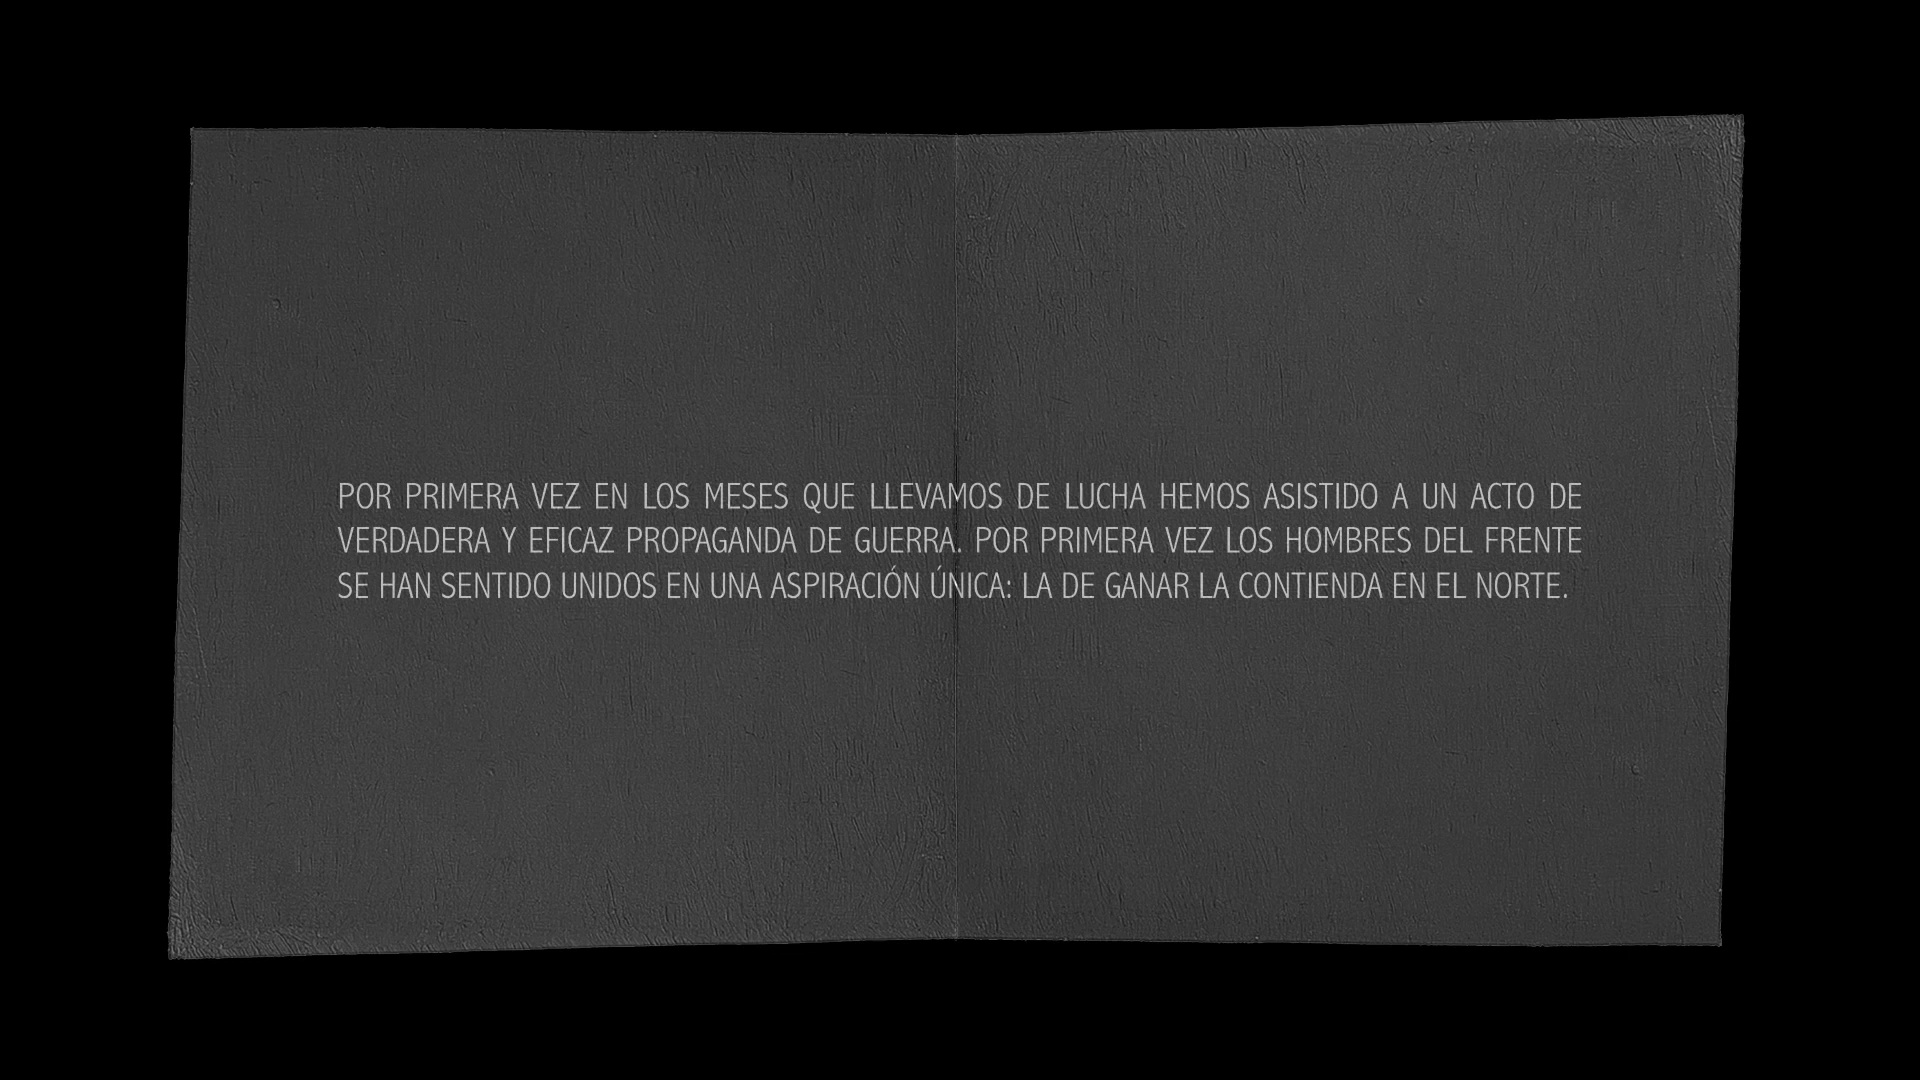 POR PRIMERA VEZ EN LOS MESES QUE LLEVAMOS DE LUCHA HEMOS ASISTIDO A UN ACTO DE
VERDADERA Y EFICAZ PROPAGANDA DE GUERRA. POR PRIMERA VEZ LOS HOMBRES DEL FRENTE
SE HAN SENTIDO UNIDOS EN UNA ASPIRACIÓN ÚNICA: LA DE GANAR LA CONTIENDA EN EL NORTE.